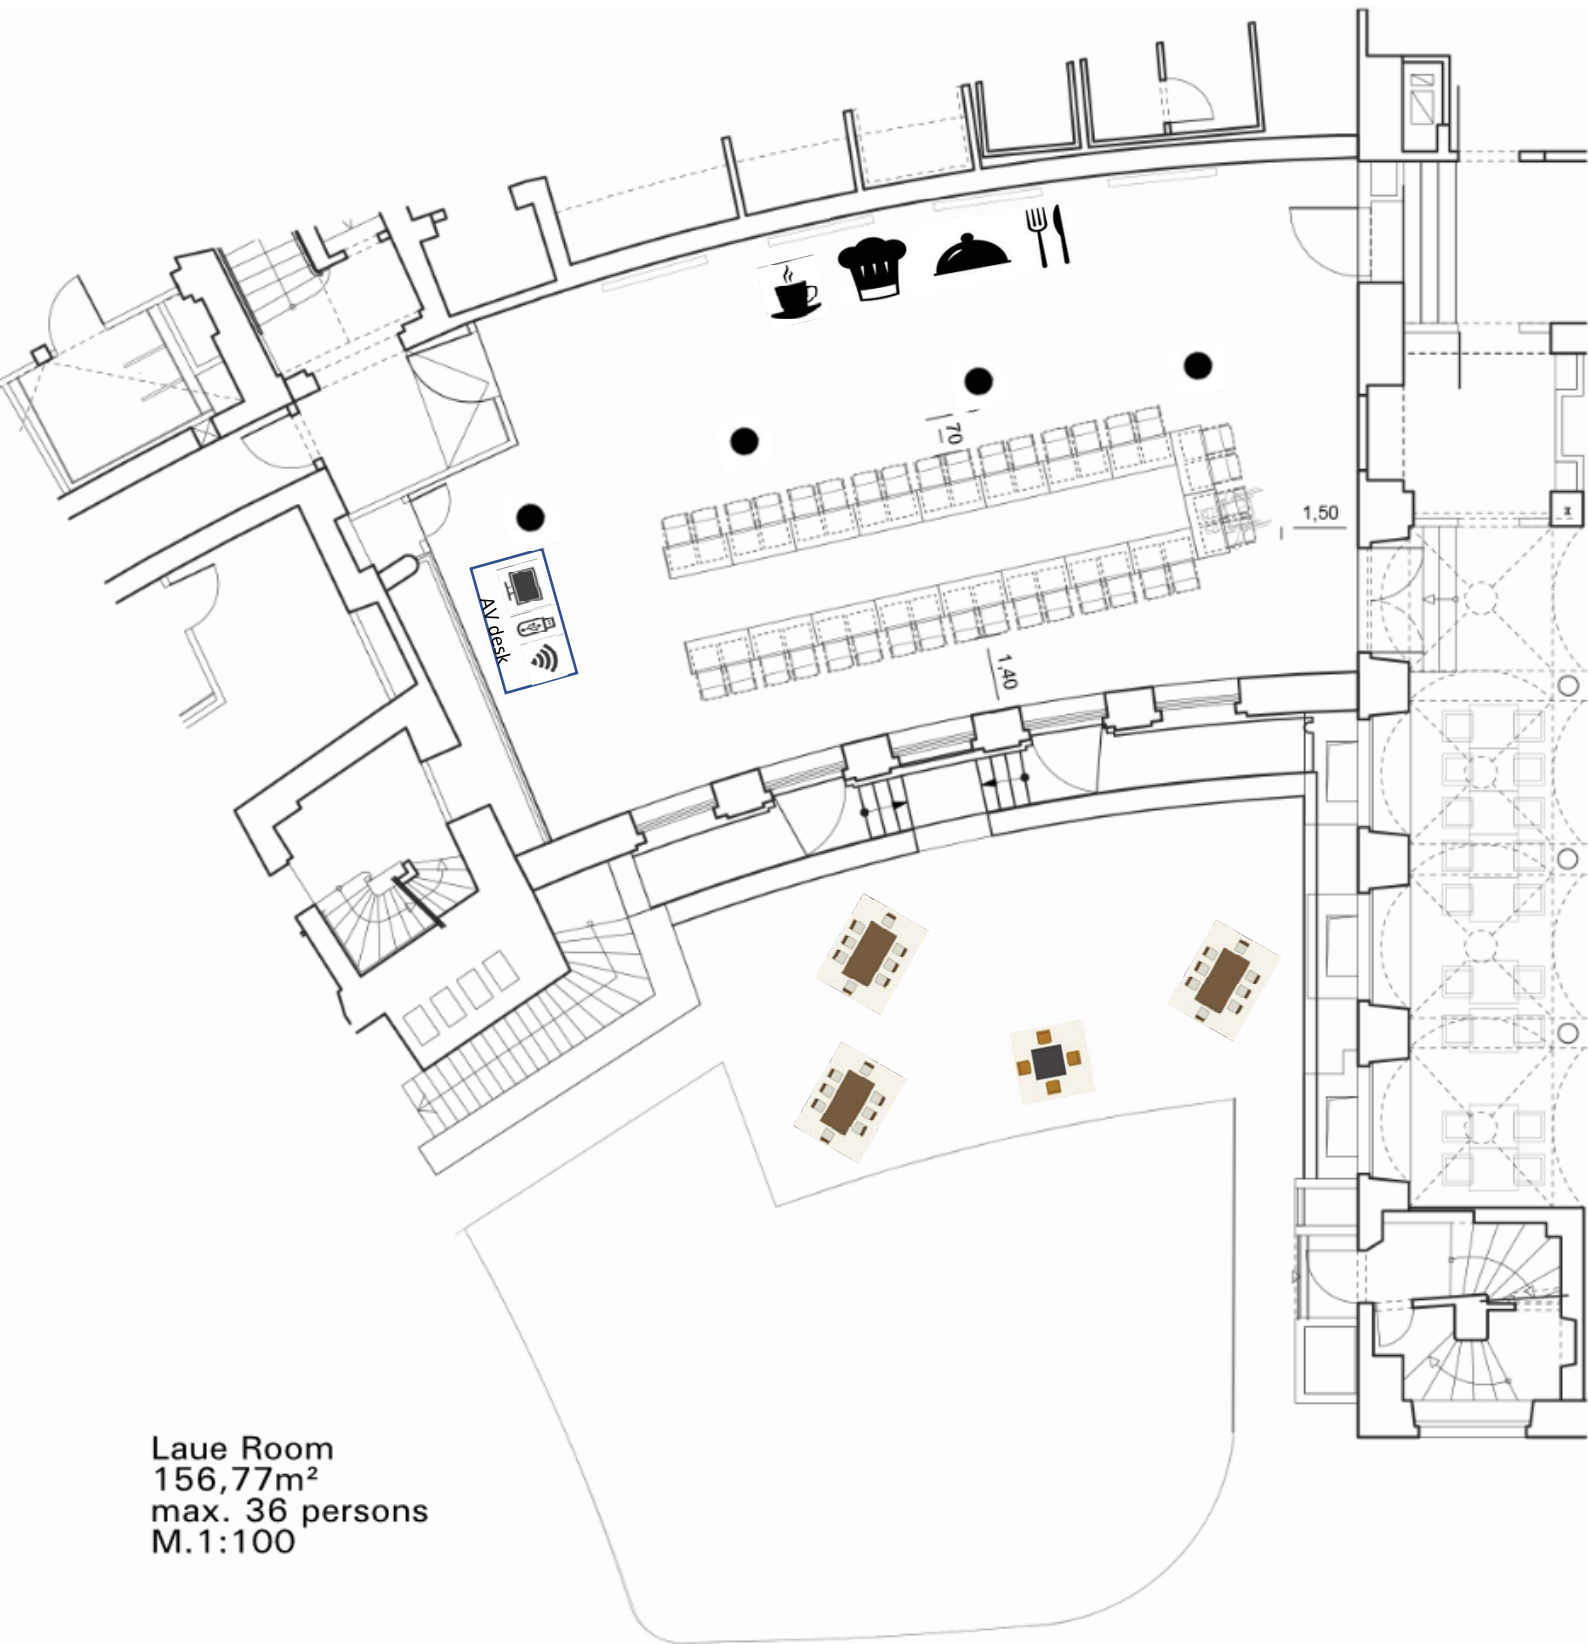 70
1,50
AV desk
1,40
Laue Room
156,77m²
max. 36 persons
M.1:100